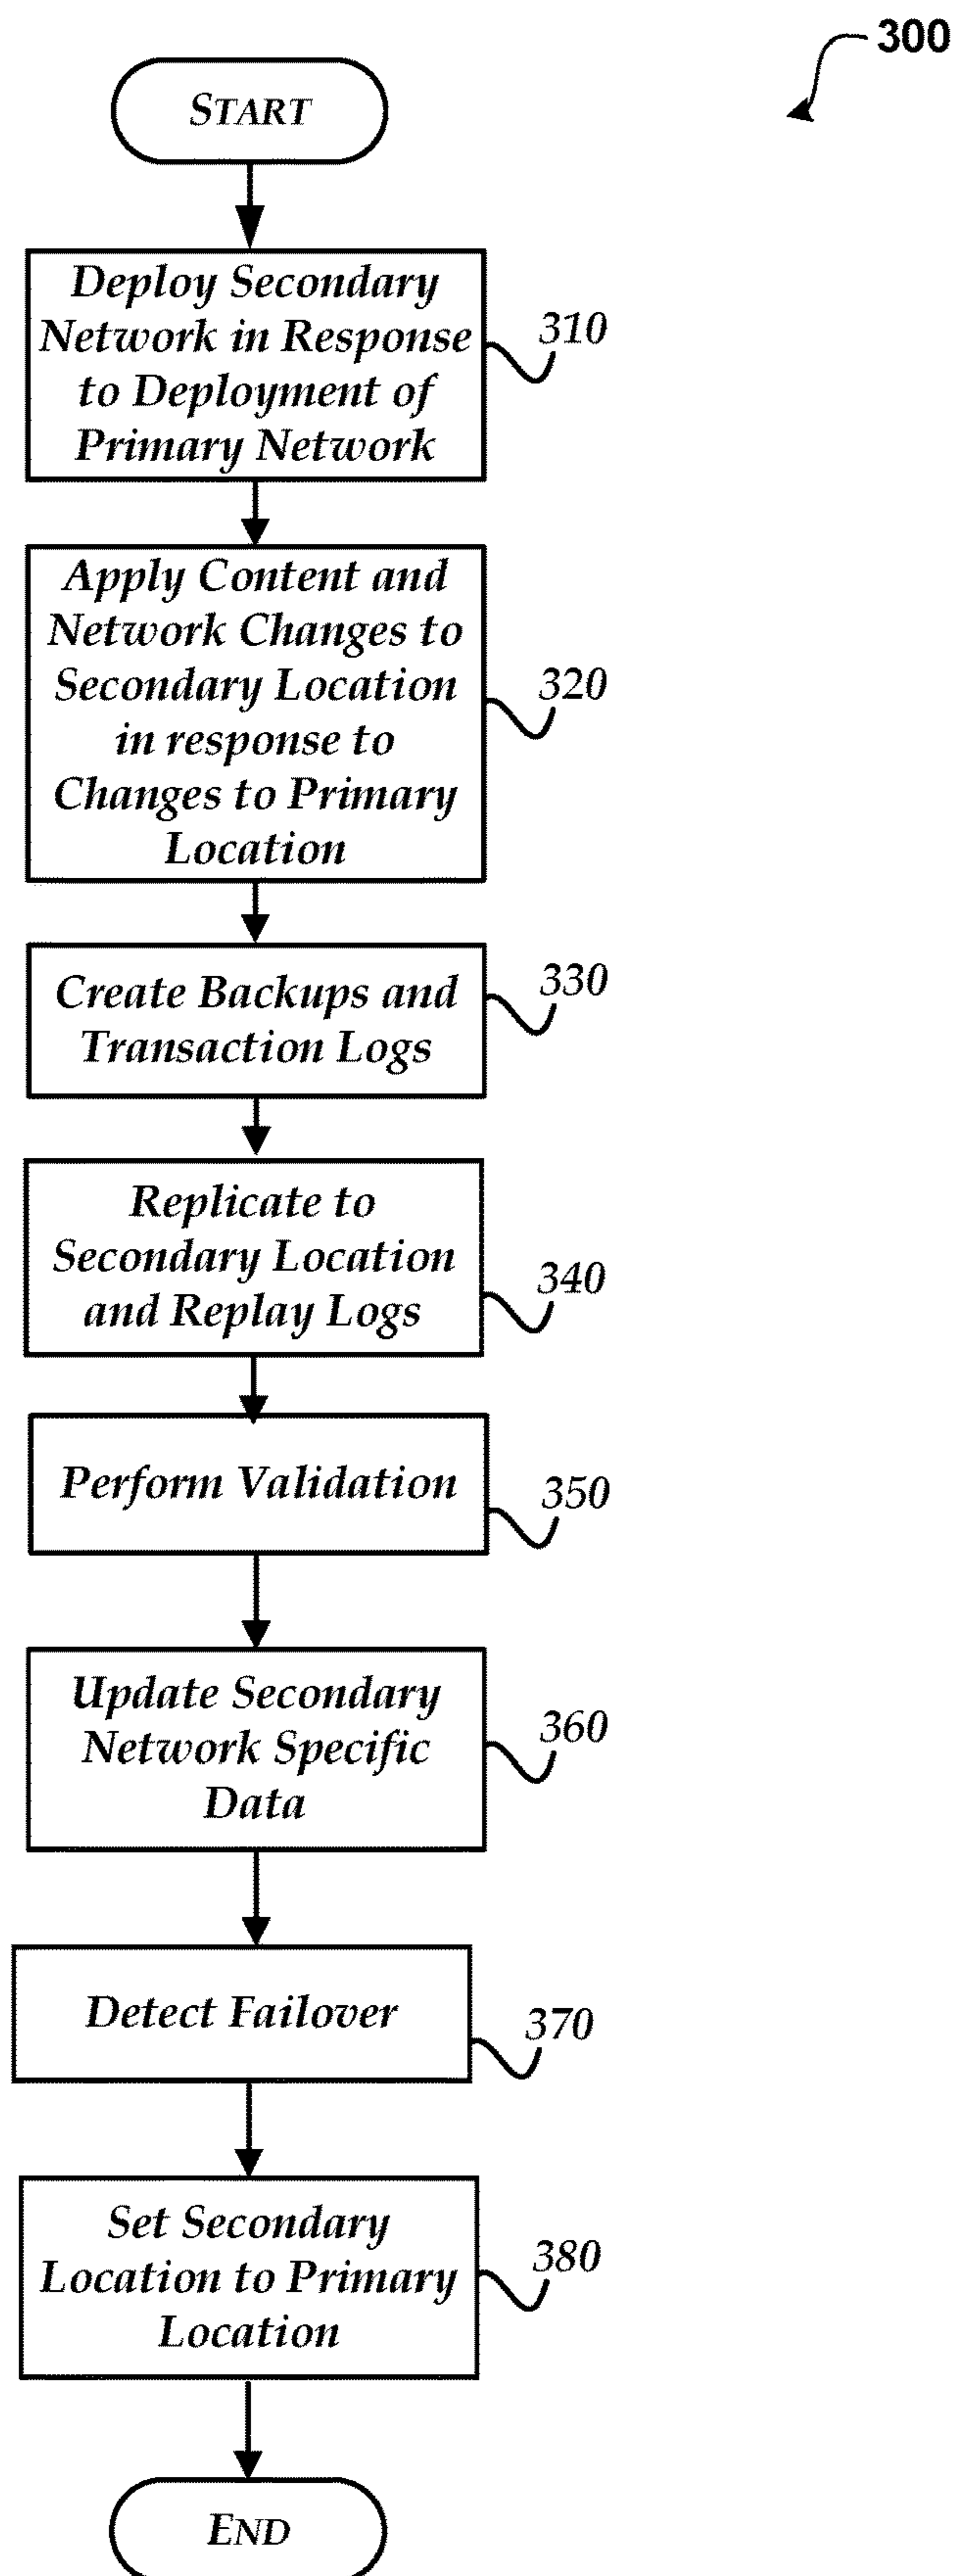 300
START
Deploy Secondary
Network in Response
to Deployment of
Primary Network
310
Apply Content and
Network Changes to
Secondary Location
in response to
Changes to Primary
Location
320
Create Backups and
Transaction Logs
330
Replicate to
Secondary Location
and Replay Logs
340
Perform Validation
350
Update Secondary
Network Specific
Data
360
Detect Failover
370
Set Secondary
Location to Primary
Location
380
END